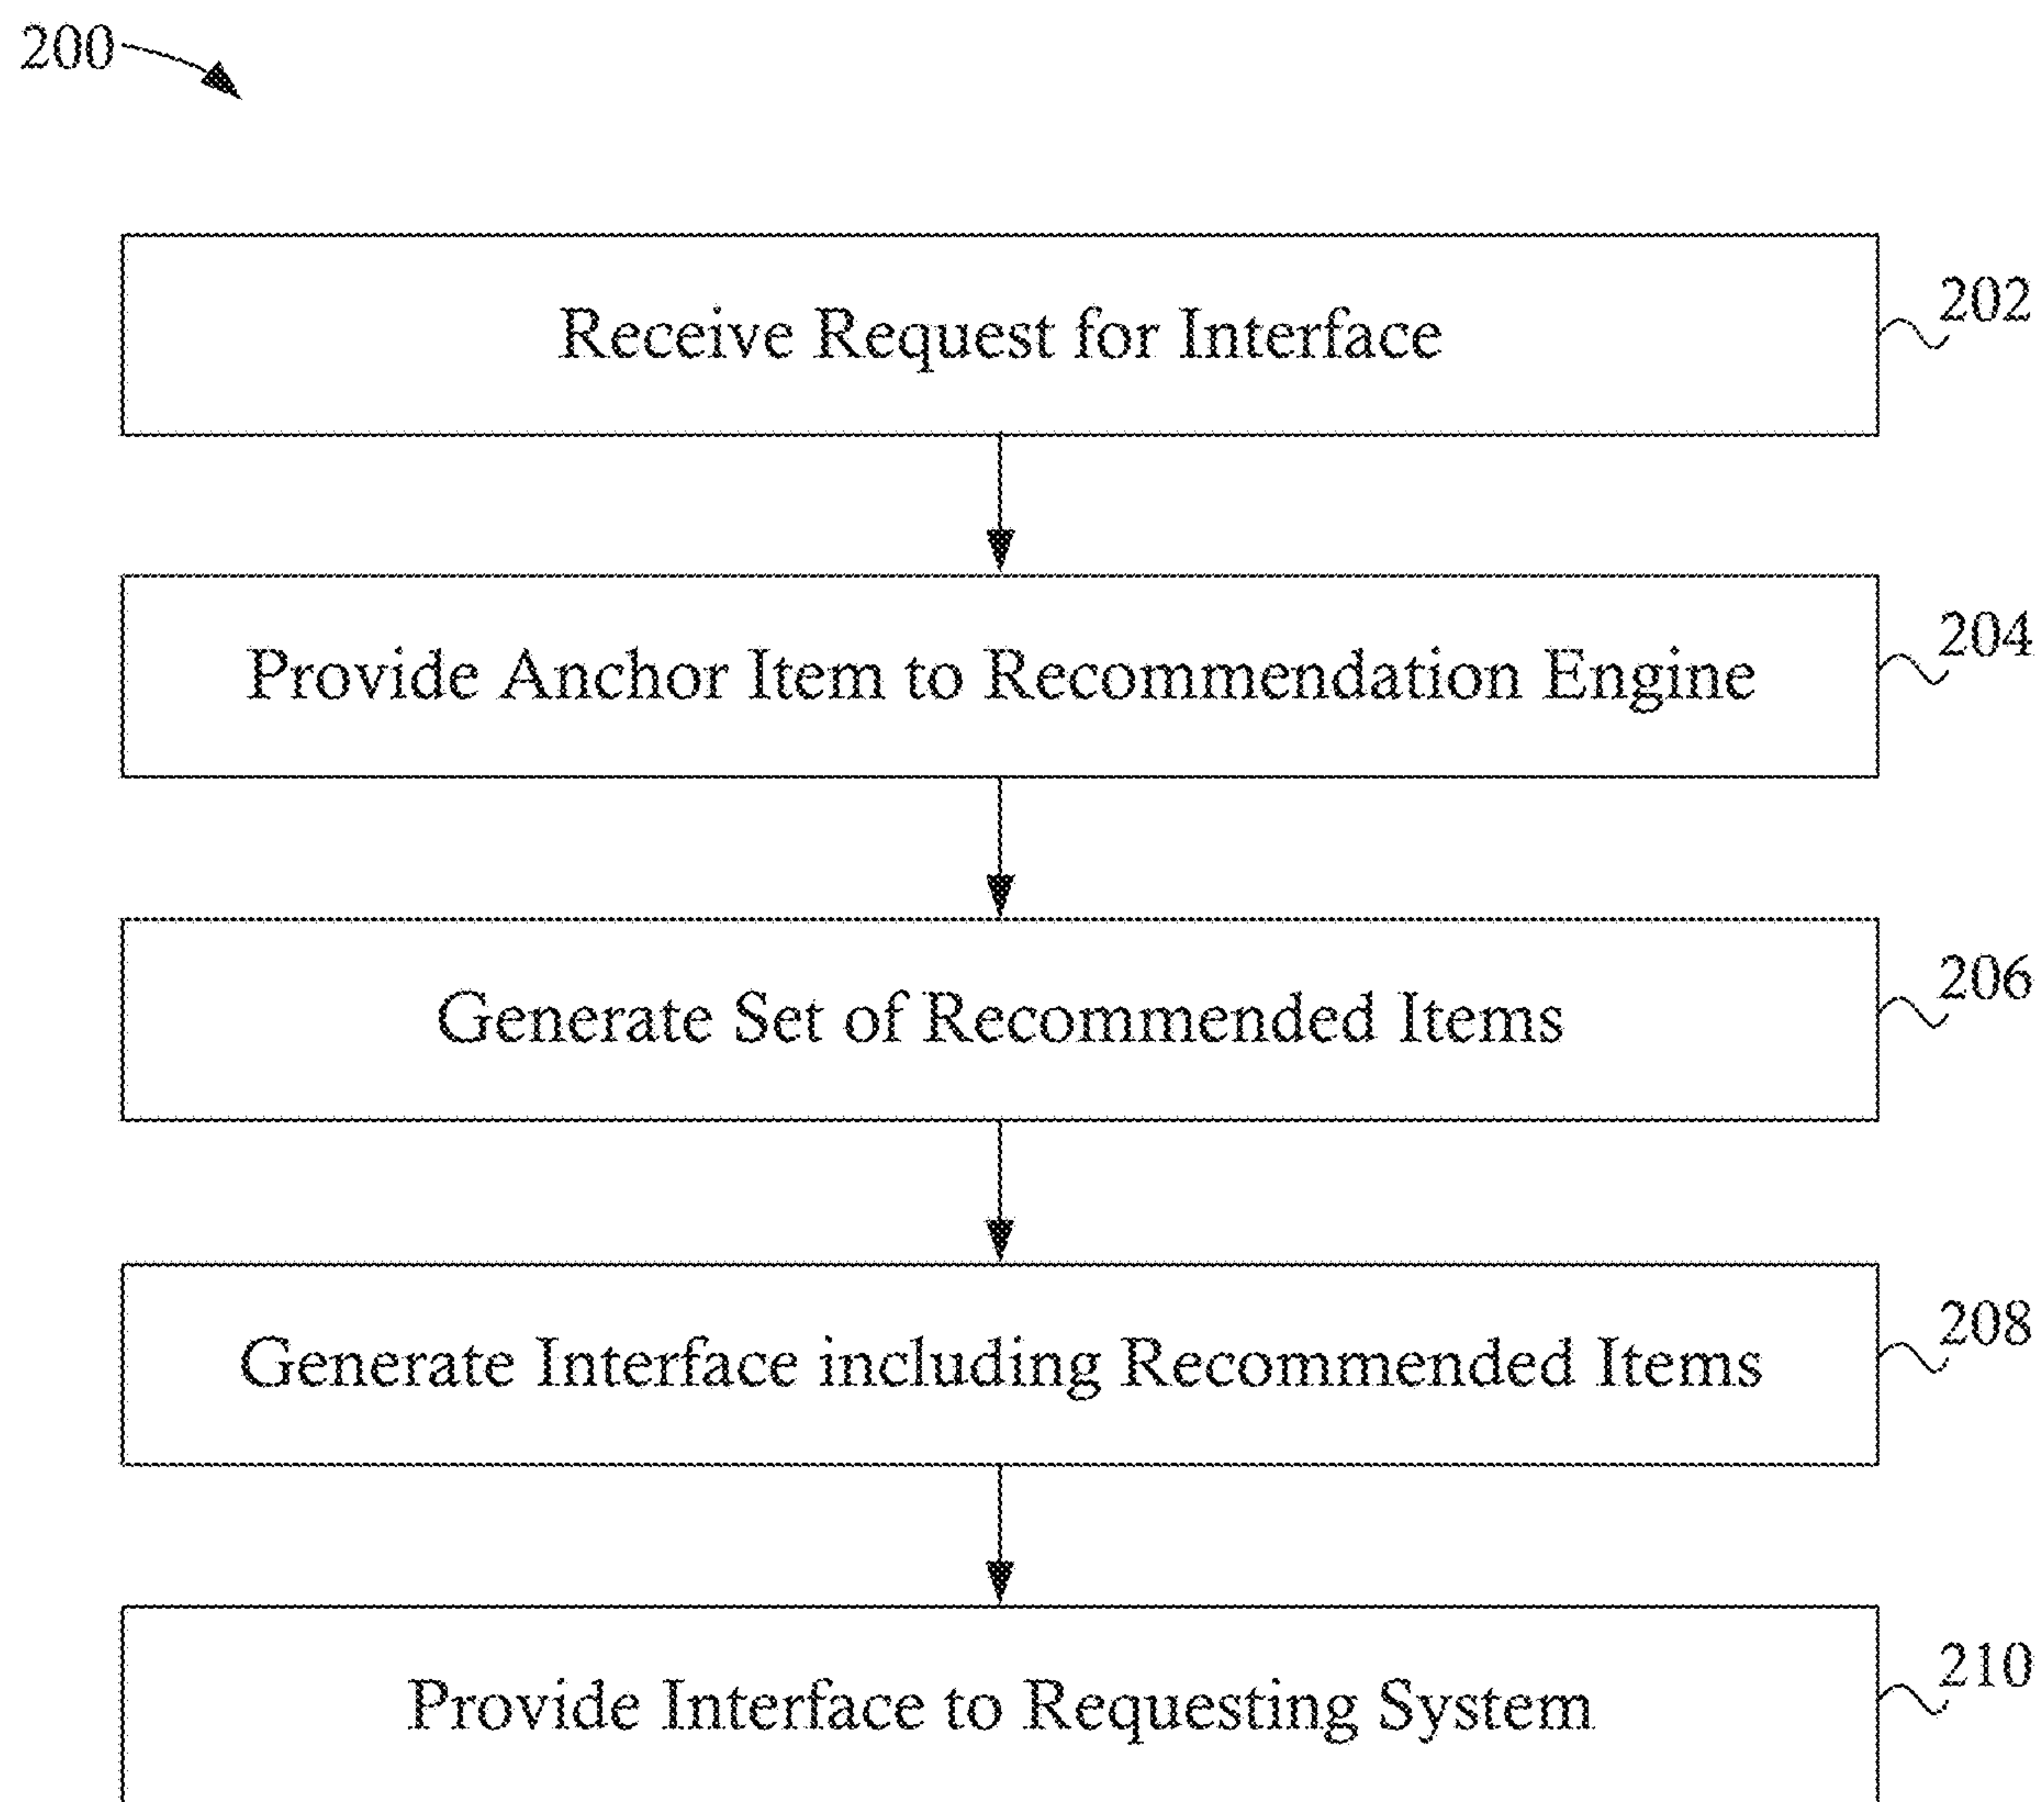 200
Receive Request for Interface
202
Provide Anchor Item to Recommendation Engine
204
Generate Set of Recommended Items
206
Generate Interface including Recommended Items
208
Provide Interface to Requesting System
210